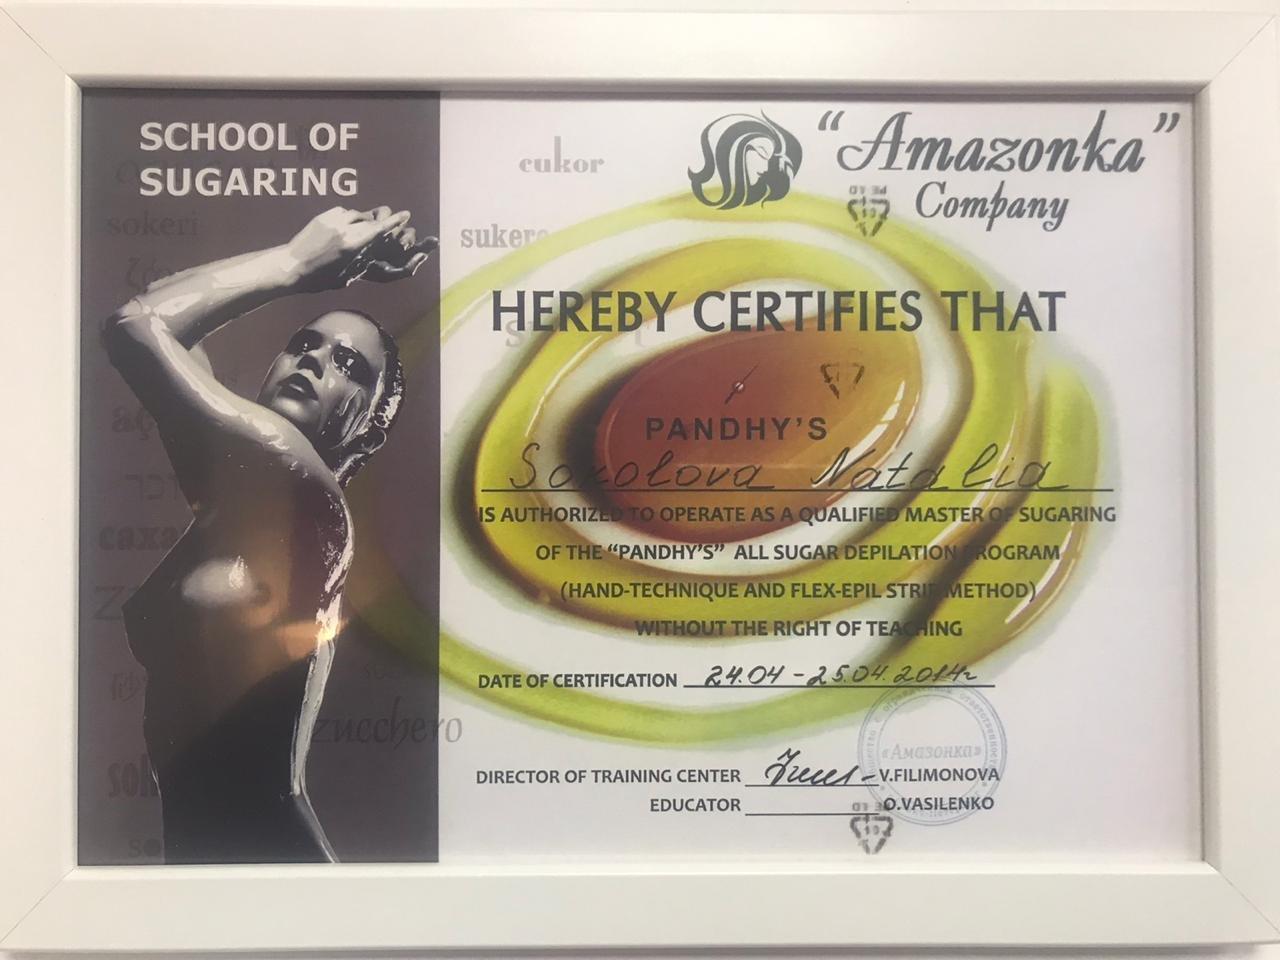 SCHOOL OF
SUGARING
sokeri
zucchero
cukor
"Amazonka"
Company
HEREBY CERTIFIES THAT
PANDHY'S
Sokolova Natalia
IS AUTHORIZED TO OPERATE AS A QUALIFIED MASTER OF SUGARING
OF THE "PANDHY'S" ALL SUGAR DEPILATION PROGRAM
(HAND-TECHNIQUE AND FLEX-EPIL STRIP METHOD)
WITHOUT THE RIGHT OF TEACHING
DATE OF CERTIFICATION 24.04 - 25.04.2014г
«Амазонка»
DIRECTOR OF TRAINING CENTER V.FILIMONOVA
EDUCATOR O.VASILENKO